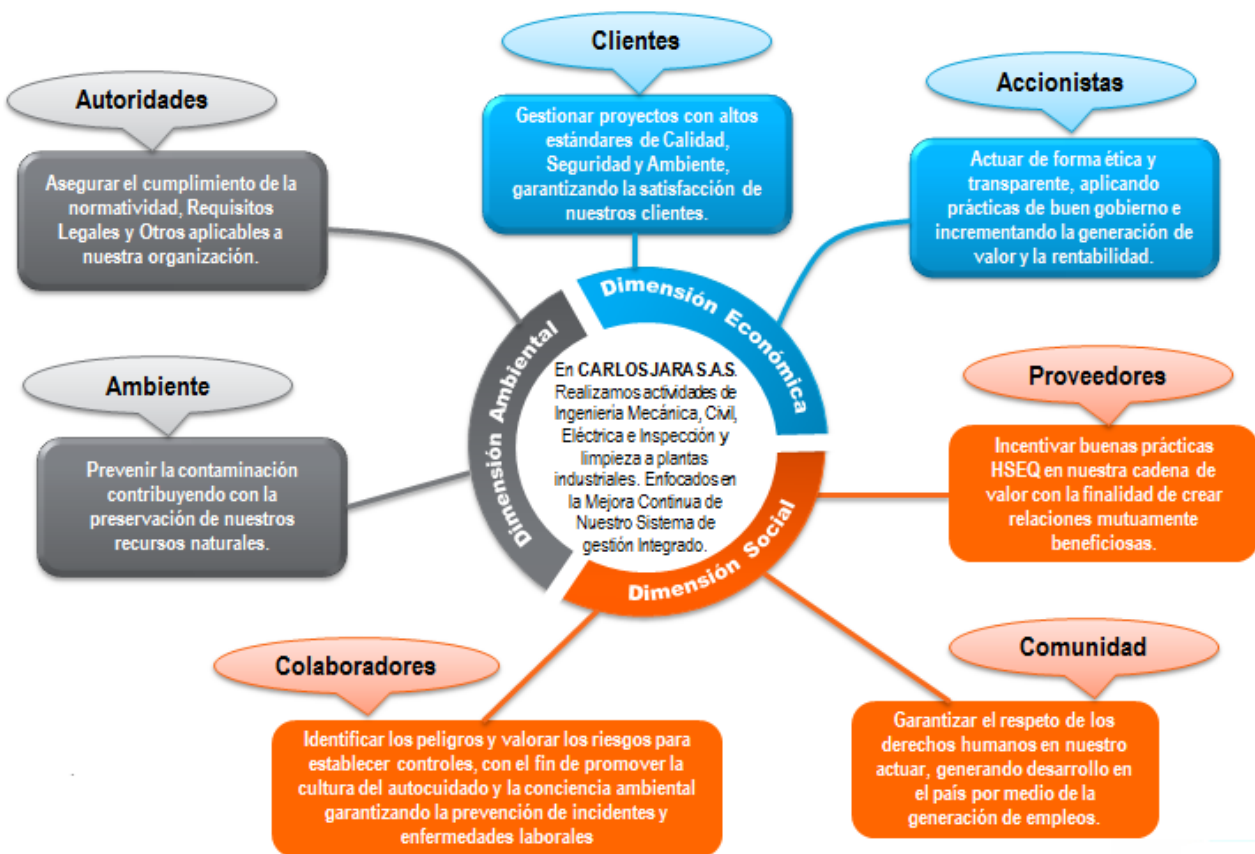 Clientes
Gestionar proyectos con altos
estándares de Calidad,
Seguridad y Ambiente,
garantizando la satisfacción de
nuestros clientes.
Accionistas
Actuar de forma ética y
transparente, aplicando
prácticas de buen gobierno e
incrementando la generación de
valor y la rentabilidad.
Autoridades
Asegurar el cumplimiento de la
normatividad, Requisitos
Legales y Otros aplicables a
nuestra organización.
Ambiente
Prevenir la contaminación
contribuyendo con la
preservación de nuestros
recursos naturales.
Dimensión Ambiental
Dimensión Económica
Dimensión Social
En CARLOS JARA S.A.S.
Realizamos actividades de
Ingeniería Mecánica, Civil,
Eléctrica e Inspección y
limpieza a plantas
industriales. Enfocados en
la Mejora Continua de
Nuestro Sistema de
gestión Integrado.
Proveedores
Incentivar buenas prácticas
HSEQ en nuestra cadena de
valor con la finalidad de crear
relaciones mutuamente
beneficiosas.
Comunidad
Garantizar el respeto de los
derechos humanos en nuestro
actuar, generando desarrollo en
el país por medio de la
generación de empleos.
Colaboradores
Identificar los peligros y valorar los riesgos para
establecer controles, con el fin de promover la
cultura del autocuidado y la conciencia ambiental
garantizando la prevención de incidentes y
enfermedades laborales